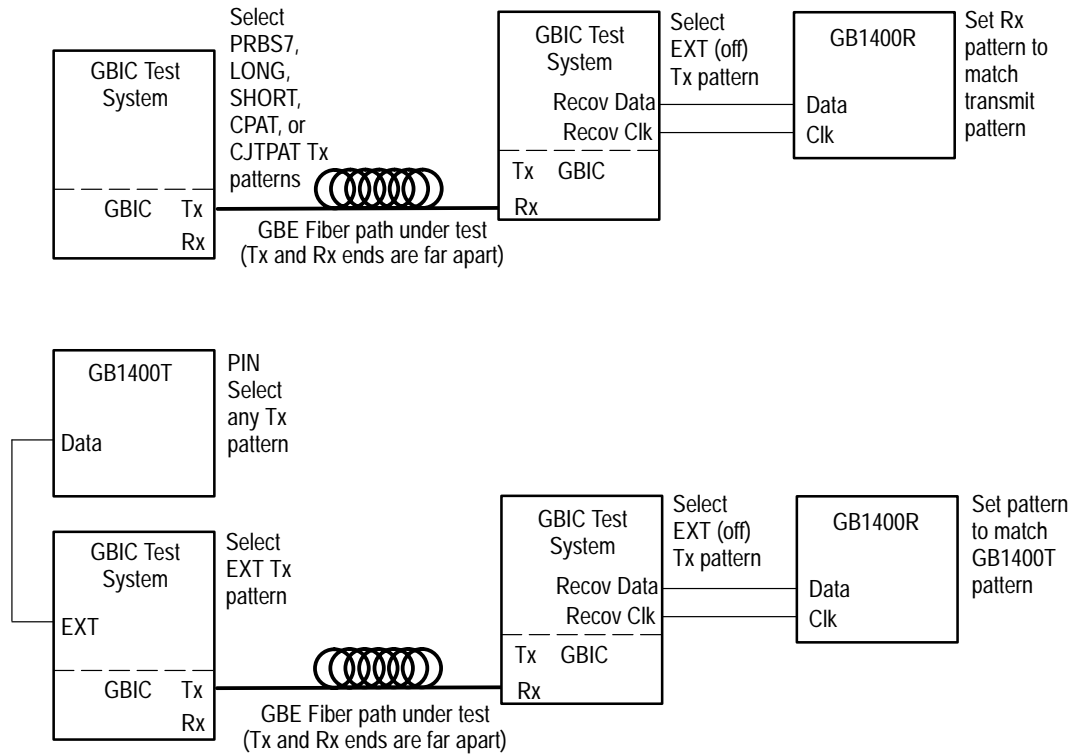 GBIC Test
System
GBIC Tx
Rx
Select
PRBS7,
LONG,
SHORT,
CPAT, or
CJTPAT Tx
patterns
GBE Fiber path under test
(Tx and Rx ends are far apart)
GBIC Test
System
Recov Data
Recov Clk
Tx GBIC
Rx
Select
EXT (off)
Tx pattern
GB1400R
Data
Clk
Set Rx
pattern to
match
transmit
pattern
GB1400T
Data
PIN
Select
any Tx
pattern
GBIC Test
System
EXT
GBIC Tx
Rx
Select
EXT Tx
pattern
GBE Fiber path under test
(Tx and Rx ends are far apart)
GBIC Test
System
Recov Data
Recov Clk
Tx GBIC
Rx
Select
EXT (off)
Tx pattern
GB1400R
Data
Clk
Set pattern
to match
GB1400T
pattern